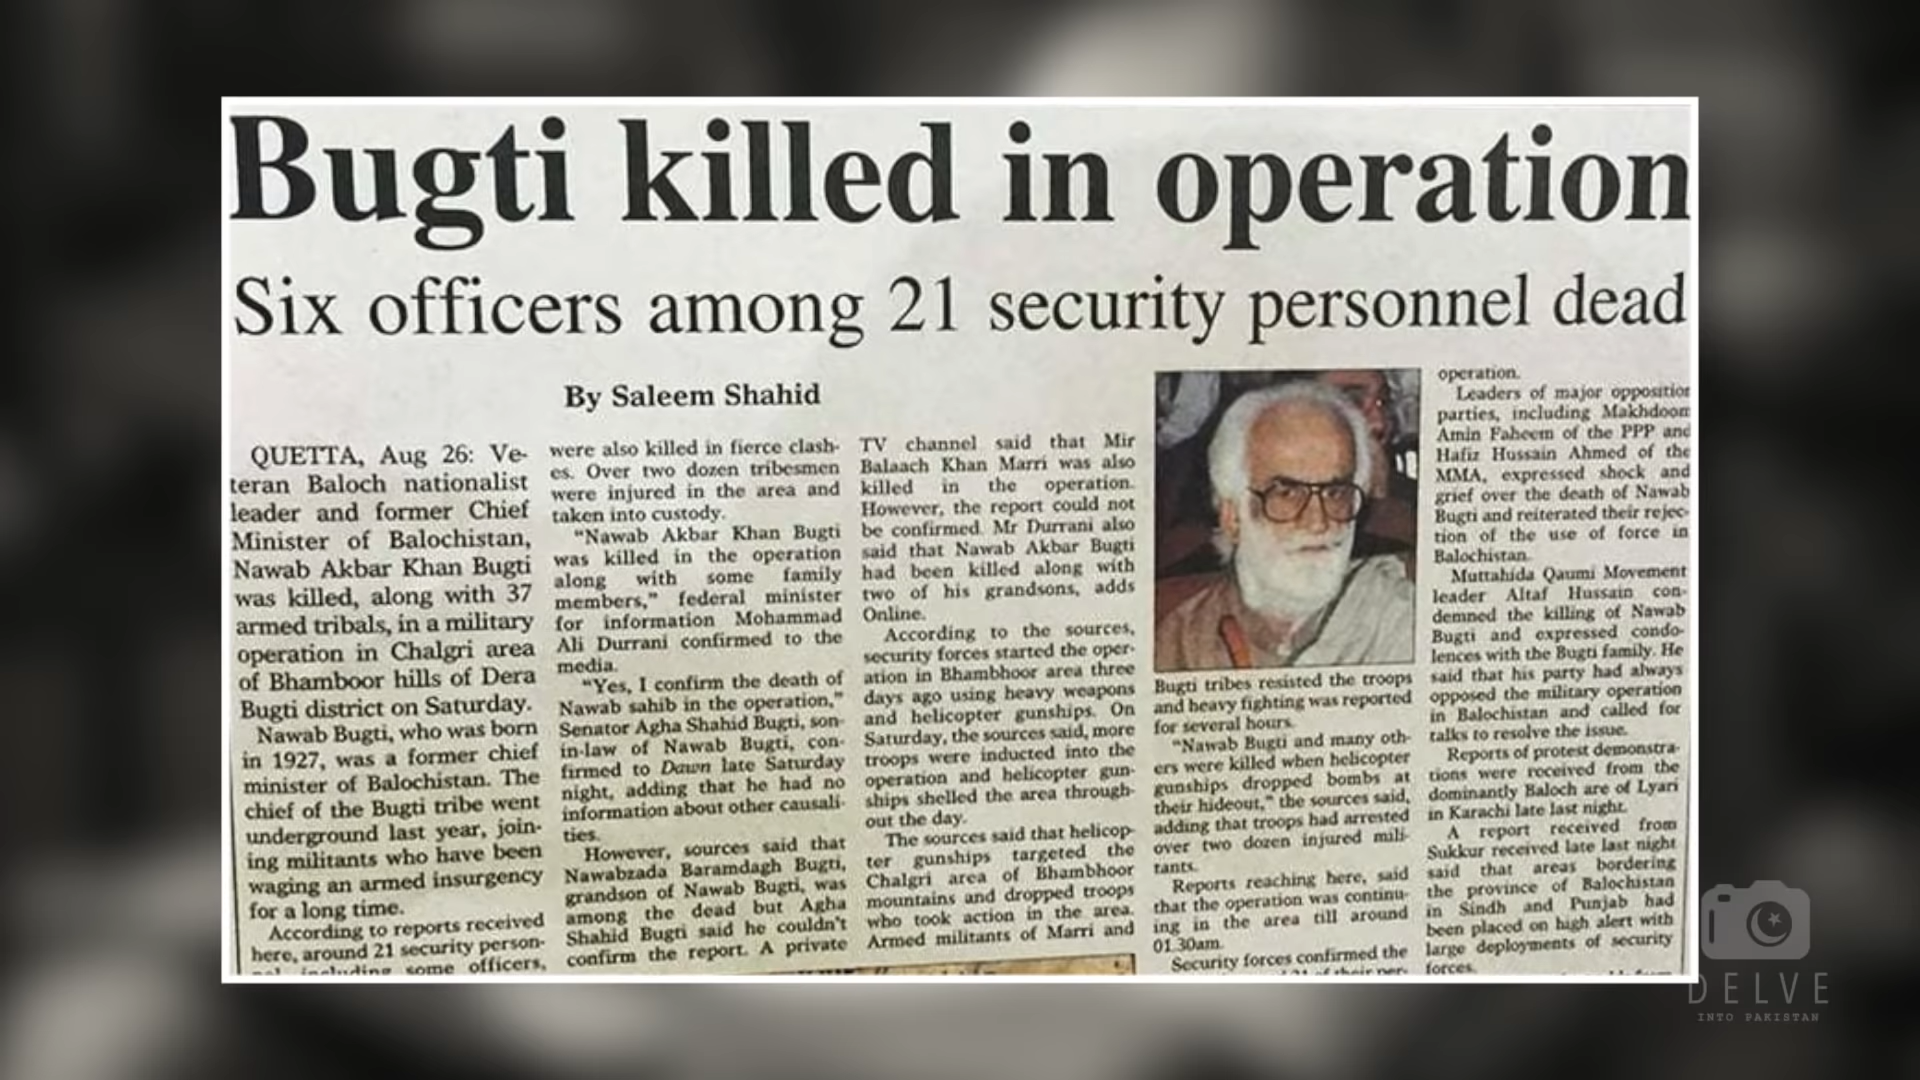 Bugti killed in operation
Six officers among 21 security personnel dead
By Saleem Shahid
QUETTA, Aug 26: Ve-
teran Baloch nationalist
leader and former Chief
Minister of Balochistan,
Nawab Akbar Khan Bugti
was killed, along with 37
armed tribals, in a military
operation in Chalgri area
of Bhamboor hills of Dera
Bugti district on Saturday.
Nawab Bugti, who was born
in 1927, was a former chief
minister of Balochistan. The
chief of the Bugti tribe went
underground last year, join-
ing militants who have been
waging an armed insurgency
for a long time.
According to reports received
here, around 21 security person-
including some officers,
were also killed in fierce clash-
es. Over two dozen tribesmen
were injured in the area and
taken into custody.
"Nawab Akbar Khan Bugti
was killed in the operation
along with some family
members," federal minister
for information Mohammad
Ali Durrani confirmed to the
media.
"Yes, I confirm the death of
Nawab sahib in the operation,"
Senator Agha Shahid Bugti, son-
in-law of Nawab Bugti, con-
firmed to Dawn late Saturday
night, adding that he had no
information about other causali-
ties.
However, sources said that
Nawabzada Baramdagh Bugti,
grandson of Nawab Bugti, was
among the dead but Agha
Shahid Bugti said he couldn't
confirm the report. A private
TV channel said that Mir
Balaach Khan Marri was also
killed in the operation.
However, the report could not
be confirmed. Mr Durrani also
said that Nawab Akbar Bugti
had been killed along with
two of his grandsons, adds
Online.
According to the sources,
security forces started the oper-
ation in Bhambhoor area three
days ago using heavy weapons
and helicopter gunships. On
Saturday, the sources said, more
troops were inducted into the
operation and helicopter gun-
ships shelled the area through-
out the day.
The sources said that helicop-
ter gunships targeted the
Chalgri area of Bhambhoor
mountains and dropped troops
who took action in the area.
Armed militants of Marri and
Bugti tribes resisted the troops
and heavy fighting was reported
for several hours.
"Nawab Bugti and many oth-
ers were killed when helicopter
gunships dropped bombs at
their hideout," the sources said,
adding that troops had arrested
over two dozen injured mili-
tants.
Reports reaching here, said
that the operation was continu-
ing in the area till around
01.30am.
Security forces confirmed the
operation.
Leaders of major opposition
parties, including Makhdoom
Amin Faheem of the PPP and
Hafiz Hussain Ahmed of the
MMA, expressed shock and
grief over the death of Nawab
Bugti and reiterated their rejec-
tion of the use of force in
Balochistan.
Muttahida Qaumi Movement
leader Altaf Hussain con-
demned the killing of Nawab
Bugti and expressed condo-
lences with the Bugti family. He
said that his party had always
opposed the military operation
in Balochistan and called for
talks to resolve the issue.
Reports of protest demonstra-
tions were received from the
dominantly Baloch are of Lyari
in Karachi late last night.
A report received from
Sukkur received late last night
said that areas bordering
the province of Balochistan
in Sindh and Punjab had
been placed on high alert with
large deployments of security
forces.
DELVE
INTO PAKISTAN